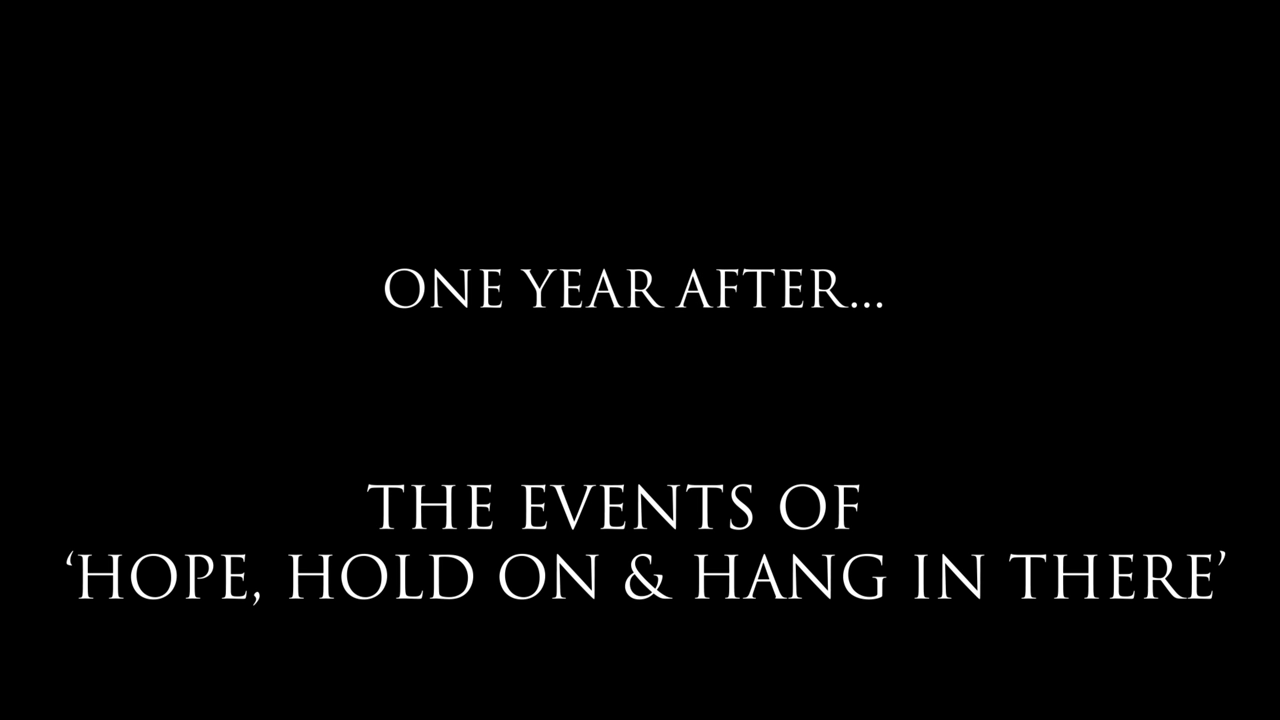 ONE YEAR AFTER...
THE EVENTS OF
‘HOPE, HOLD ON & HANG IN THERE’